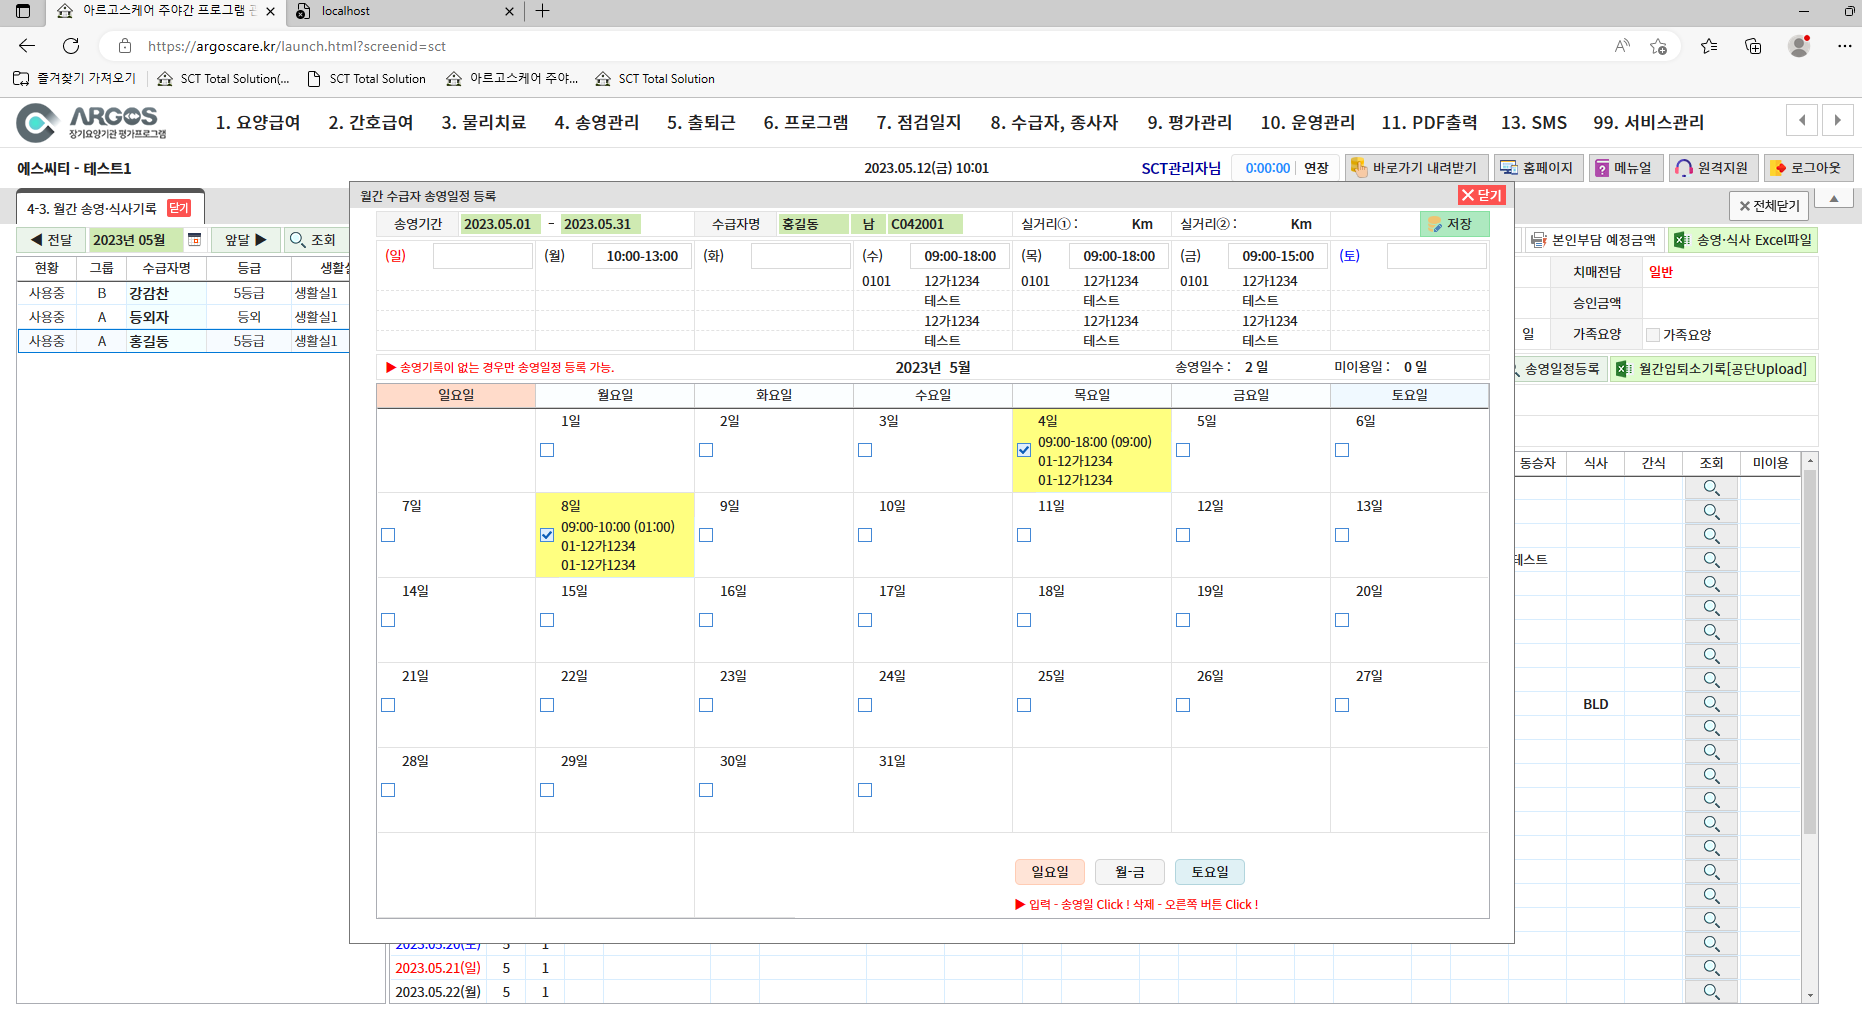 아르고스케어 주야간 프로그램 관
localhost
https://argoscare.kr/launch.html?screenid=sct
즐겨찾기 가져오기
SCT Total Solution(...
SCT Total Solution
아르고스케어 주야...
SCT Total Solution
ARGOS
장기요양기관 평가프로그램
1. 요양급여 2. 간호급여 3. 물리치료 4. 송영관리 5. 출퇴근 6. 프로그램 7. 점검일지 8. 수급자, 종사자 9. 평가관리 10. 운영관리 11. PDF출력 13. SMS 99. 서비스관리
에스씨티 - 테스트1
2023.05.12(금) 10:01
SCT관리자님 0:00:00 연장 바로가기 내려받기 홈페이지 메뉴얼 원격지원 로그아웃
4-3. 월간 송영·식사기록 닫기
전체닫기
◀ 전달 2023년 05월 앞달 ▶ 조회
본인부담 예정금액 송영·식사 Excel파일
현황 그룹 수급자명 등급
사용중 B 강감찬 5등급 생활실1
사용중 A 등외자 등외 생활실1
사용중 A 홍길동 5등급 생활실1
치매전담 일반
승인금액
일 가족요양 가족요양
송영일정등록 월간입퇴소기록[공단Upload]
동승자 식사 간식 조회 미이용
테스트
BLD
월간 수급자 송영일정 등록 닫기
송영기간 2023.05.01 - 2023.05.31 수급자명 홍길동 남 C042001 실거리① : Km 실거리② : Km 저장
(일) (월) 10:00-13:00 (화) (수) 09:00-18:00 (목) 09:00-18:00 (금) 09:00-15:00 (토)
0101 12가1234 0101 12가1234 0101 12가1234
테스트 테스트 테스트
12가1234 12가1234 12가1234
테스트 테스트 테스트
▶ 송영기록이 없는 경우만 송영일정 등록 가능.
2023년 5월
송영일수 : 2 일 미이용일 : 0 일
일요일 월요일 화요일 수요일 목요일 금요일 토요일
1일 2일 3일 4일 5일 6일
09:00-18:00 (09:00)
01-12가1234
01-12가1234
7일 8일 9일 10일 11일 12일 13일
09:00-10:00 (01:00)
01-12가1234
01-12가1234
14일 15일 16일 17일 18일 19일 20일
21일 22일 23일 24일 25일 26일 27일
28일 29일 30일 31일
일요일 월-금 토요일
▶ 입력 - 송영일 Click ! 삭제 - 오른쪽 버튼 Click !
2023.05.20(토) 5 1
2023.05.21(일) 5 1
2023.05.22(월) 5 1